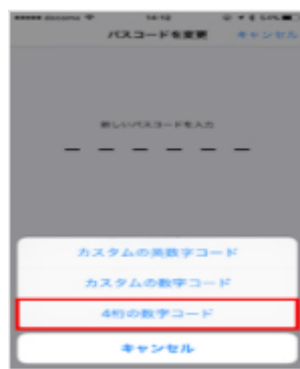 docomo 54%
パスコードを変更 キャンセル
新しいパスコードを入力
カスタムの英数字コード
カスタムの数字コード
4桁の数字コード
キャンセル